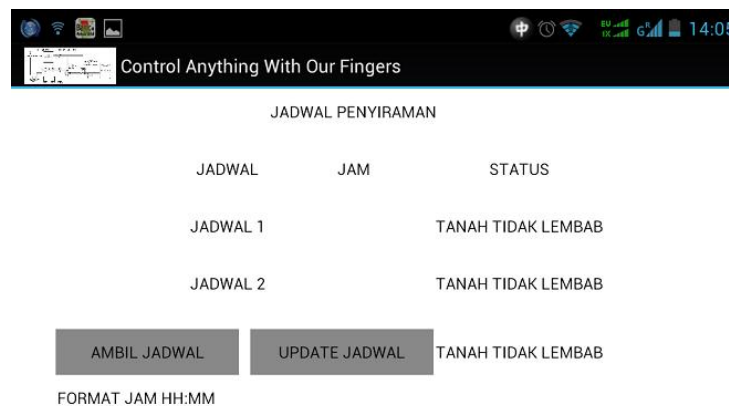 14:05
Control Anything With Our Fingers
JADWAL PENYIRAMAN
JADWAL JAM STATUS
JADWAL 1 TANAH TIDAK LEMBAB
JADWAL 2 TANAH TIDAK LEMBAB
AMBIL JADWAL UPDATE JADWAL TANAH TIDAK LEMBAB
FORMAT JAM HH:MM